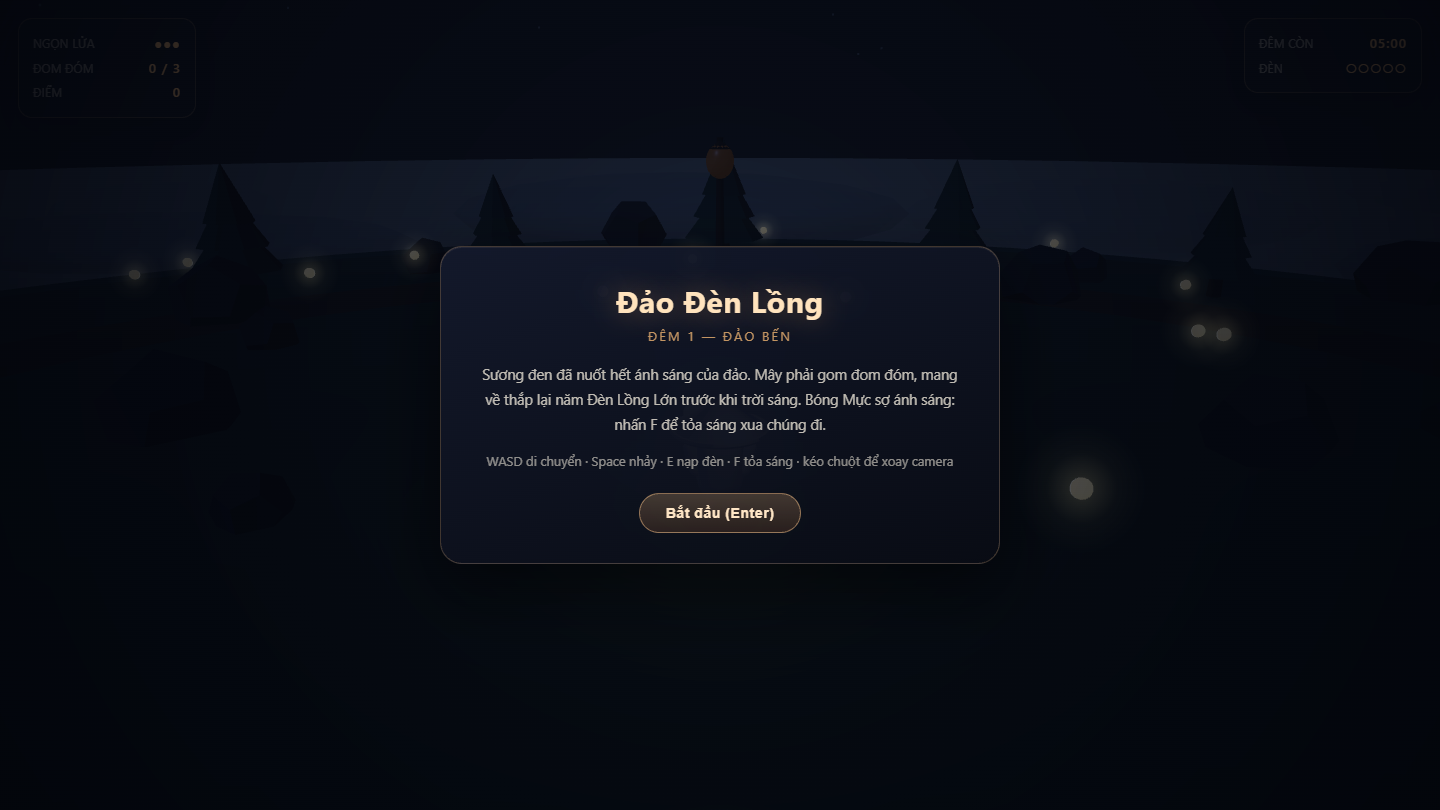 NGỌN LỬA ●●●
ĐOM ĐÓM 0 / 3
ĐIỂM 0
ĐÊM CÒN 05:00
ĐÈN ○○○○○
Đảo Đèn Lồng
ĐÊM 1 — ĐẢO BẾN
Sương đen đã nuốt hết ánh sáng của đảo. Mây phải gom đom đóm, mang
về thắp lại năm Đèn Lồng Lớn trước khi trời sáng. Bóng Mực sợ ánh sáng:
nhấn F để tỏa sáng xua chúng đi.
WASD di chuyển · Space nhảy · E nạp đèn · F tỏa sáng · kéo chuột để xoay camera
Bắt đầu (Enter)